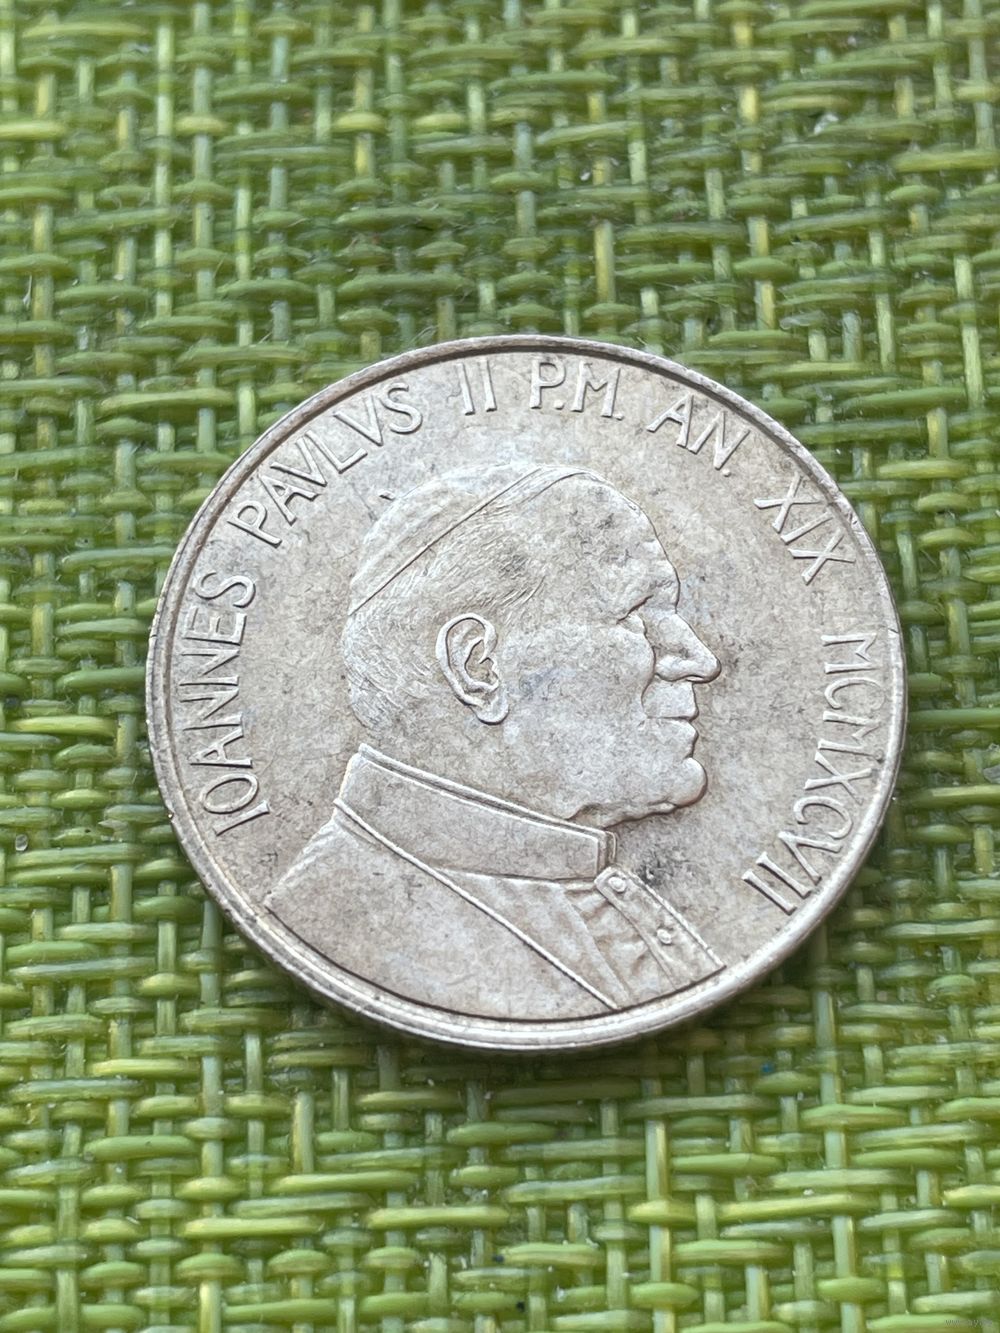 IOANNES PAVLVS II P.M. AN. XIX MCMXCVII